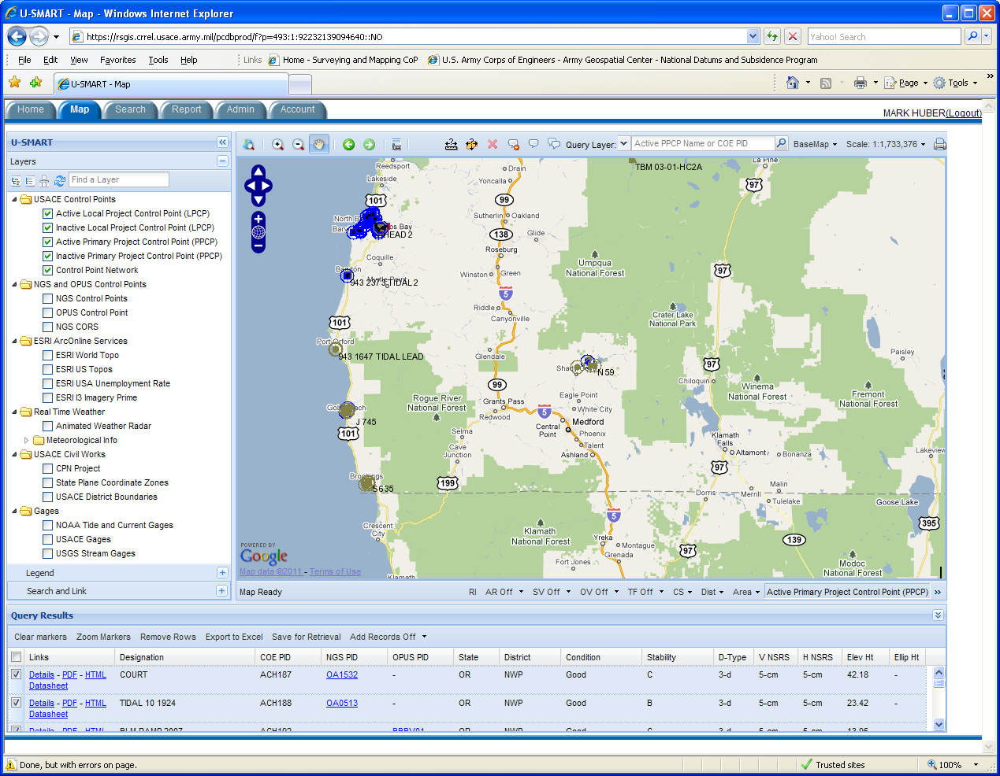 U-SMART - Map - Windows Internet Explorer
https://rsgis.crrel.usace.army.mil/pcdbprod/f?p=493:1:92232139094640::NO
Yahoo! Search
File Edit View Favorites Tools Help
Links Home - Surveying and Mapping CoP U.S. Army Corps of Engineers - Army Geospatial Center - National Datums and Subsidence Program
U-SMART - Map
Page Tools
Home Map Search Report Admin Account
MARK HUBER(Logout)
U-SMART
Layers
Find a Layer
USACE Control Points
Active Local Project Control Point (LPCP)
Inactive Local Project Control Point (LPCP)
Active Primary Project Control Point (PPCP)
Inactive Primary Project Control Point (PPCP)
Control Point Network
NGS and OPUS Control Points
NGS Control Points
OPUS Control Point
NGS CORS
ESRI ArcOnline Services
ESRI World Topo
ESRI US Topos
ESRI USA Unemployment Rate
ESRI I3 Imagery Prime
Real Time Weather
Animated Weather Radar
Meteorological Info
USACE Civil Works
CPN Project
State Plane Coordinate Zones
USACE District Boundaries
Gages
NOAA Tide and Current Gages
USACE Gages
USGS Stream Gages
Legend
Search and Link
Query Layer: Active PPCP Name or COE PID BaseMap Scale: 1:1,733,376
Reedsport
Drain
TBM 03-01-HC2A
La Pine
Lakeside
Yoncalla
97
101
99
Sutherlin Oakland
HEAD 2
138
Glide
Roseburg
Coquille
Umpqua
National Forest
Winston Green
97
943 2373 TIDAL 2
5
Riddle
Canyonville
Crater Lake
National Park
101
Port Orford
943 1647 TIDAL LEAD
Glendale
Paisley
97
N 59
Chiloquin
99
Eagle Point
Winema
National Forest
Fremont
National Forest
Rogue River
National Forest
Grants Pass
White City
5
Redwood
Central
Point
Medford
J 745
101
Selma
Phoenix
Cave
Junction
Talent
Ashland
Klamath
Falls
Altamont
Bonanza
Lakeview
97
Brookings
S 635
199
Malin
Dorris
Merrill
Tulelake
Goose Lake
5
395
Crescent
City
Klamath
National Forest
139
Yreka
Montague
97
Grenada
Fort Jones
Modoc
National Forest
Klamath
POWERED BY
Google
Map data ©2011 - Terms of Use
Map Ready RI AR Off SV Off OV Off TF Off CS Dist Area Active Primary Project Control Point (PPCP) »
Query Results
Clear markers Zoom Markers Remove Rows Export to Excel Save for Retrieval Add Records Off
Links Designation COE PID NGS PID OPUS PID State District Condition Stability D-Type V NSRS H NSRS Elev Ht Ellip Ht
Details - PDF - HTML COURT ACH187 OA1532 - OR NWP Good C 3-d 5-cm 5-cm 42.18 -
Datasheet
Details - PDF - HTML TIDAL 10 1924 ACH188 OA0513 - OR NWP Good B 3-d 5-cm 5-cm 23.42 -
Datasheet
Details - PDF - HTML BLM RAMP 2007 ACH192 - BBBV01 OR NWP Good C 3-d 5-cm 5-cm 13.95 -
Done, but with errors on page. Trusted sites 100%